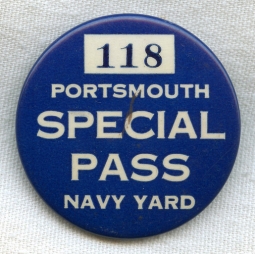 118
PORTSMOUTH
SPECIAL
PASS
NAVY YARD